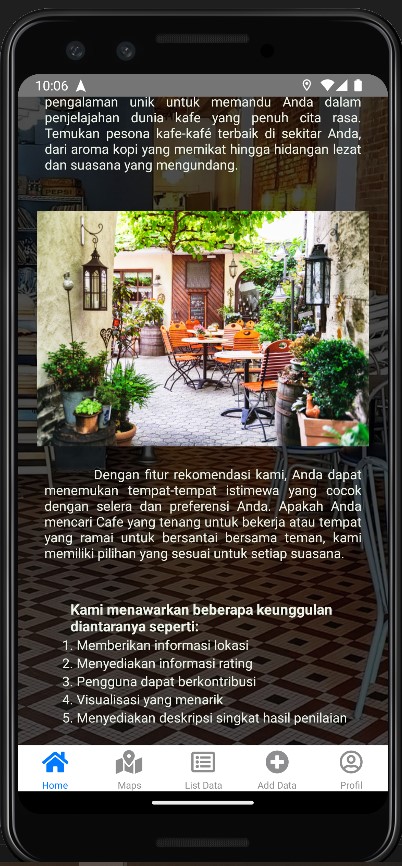 10:06
pengalaman unik untuk memandu Anda dalam
penjelajahan dunia kafe yang penuh cita rasa.
Temukan pesona kafe-kafé terbaik di sekitar Anda,
dari aroma kopi yang memikat hingga hidangan lezat
dan suasana yang mengundang.
Dengan fitur rekomendasi kami, Anda dapat
menemukan tempat-tempat istimewa yang cocok
dengan selera dan preferensi Anda. Apakah Anda
mencari Cafe yang tenang untuk bekerja atau tempat
yang ramai untuk bersantai bersama teman, kami
memiliki pilihan yang sesuai untuk setiap suasana.
Kami menawarkan beberapa keunggulan
diantaranya seperti:
1. Memberikan informasi lokasi
2. Menyediakan informasi rating
3. Pengguna dapat berkontribusi
4. Visualisasi yang menarik
5. Menyediakan deskripsi singkat hasil penilaian
Home Maps List Data Add Data Profil